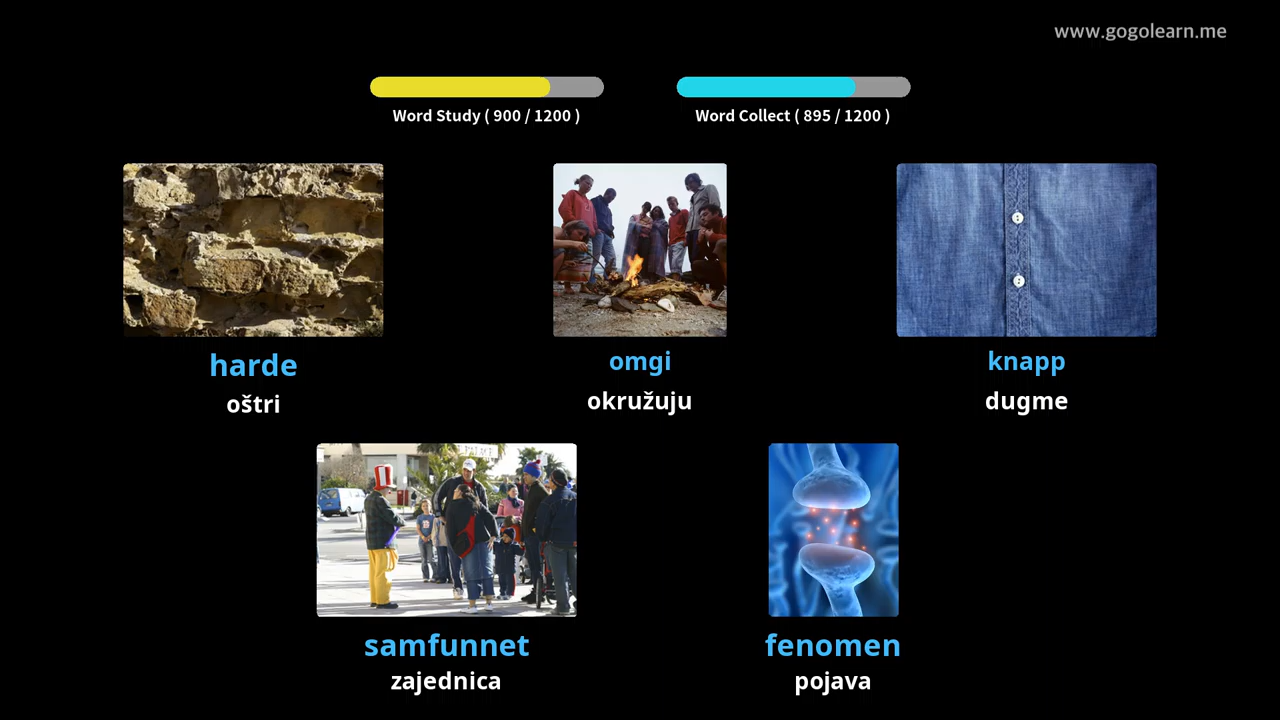 www.gogolearn.me
Word Study ( 900 / 1200 )
Word Collect ( 895 / 1200 )
harde
omgi
knapp
oštri
okružuju
dugme
samfunnet
fenomen
zajednica
pojava